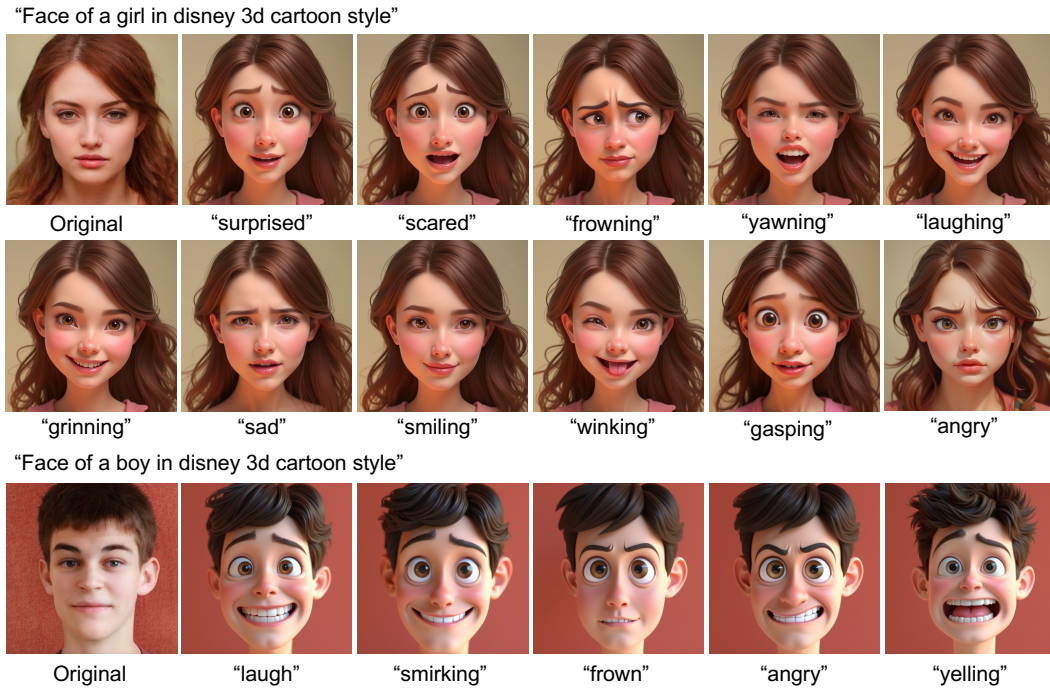 “Face of a girl in disney 3d cartoon style”
Original “surprised” “scared” “frowning” “yawning” “laughing”
“grinning” “sad” “smiling” “winking” “gasping” “angry”
“Face of a boy in disney 3d cartoon style”
Original “laugh” “smirking” “frown” “angry” “yelling”